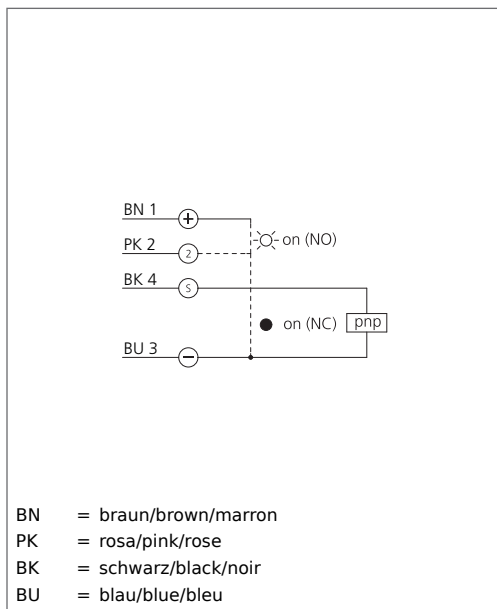 BN 1
+
on (NO)
PK 2
2
BK 4
S
on (NC)
pnp
BU 3
−
BN = braun/brown/marron
PK = rosa/pink/rose
BK = schwarz/black/noir
BU = blau/blue/bleu